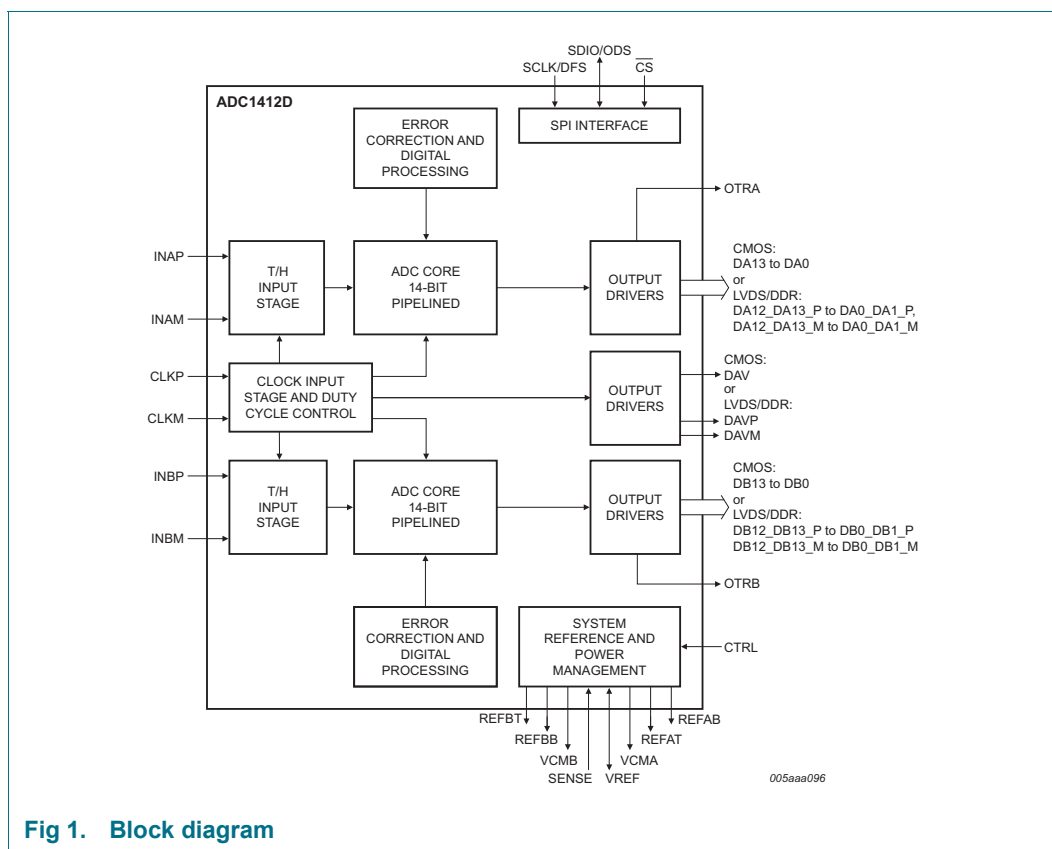 SDIO/ODS
SCLK/DFS
CS
ADC1412D
ERROR
CORRECTION AND
DIGITAL
PROCESSING
SPI INTERFACE
OTRA
INAP
INAM
T/H
INPUT
STAGE
ADC CORE
14-BIT
PIPELINED
OUTPUT
DRIVERS
CMOS:
DA13 to DA0
or
LVDS/DDR:
DA12_DA13_P to DA0_DA1_P,
DA12_DA13_M to DA0_DA1_M
CLKP
CLKM
CLOCK INPUT
STAGE AND DUTY
CYCLE CONTROL
OUTPUT
DRIVERS
CMOS:
DAV
or
LVDS/DDR:
DAVP
DAVM
INBP
INBM
T/H
INPUT
STAGE
ADC CORE
14-BIT
PIPELINED
OUTPUT
DRIVERS
CMOS:
DB13 to DB0
or
LVDS/DDR:
DB12_DB13_P to DB0_DB1_P
DB12_DB13_M to DB0_DB1_M
OTRB
ERROR
CORRECTION AND
DIGITAL
PROCESSING
SYSTEM
REFERENCE AND
POWER
MANAGEMENT
CTRL
REFBT
REFBB
VCMB
SENSE
VREF
VCMA
REFAT
REFAB
005aaa096
Fig 1. Block diagram